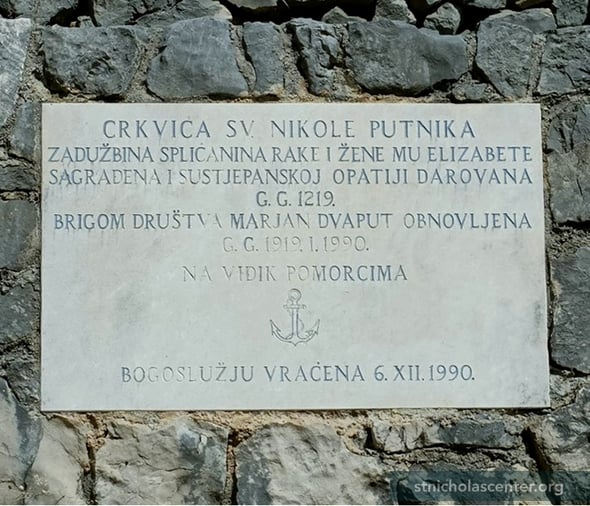 CRKVICA SV. NIKOLE PUTNIKA
ZADUŽBINA SPLIĆANINA RAKE I ŽENE MU ELIZABETE
SAGRAĐENA I SUSTJEPANSKOJ OPATIJI DAROVANA
G. G. 1219.
BRIGOM DRUŠTVA MARJAN DVAPUT OBNOVLJENA
G. G. 1919. I. 1990.
NA VIDIK POMORCIMA
BOGOSLUŽJU VRAĆENA 6. XII. 1990.
stnicholascenter.org